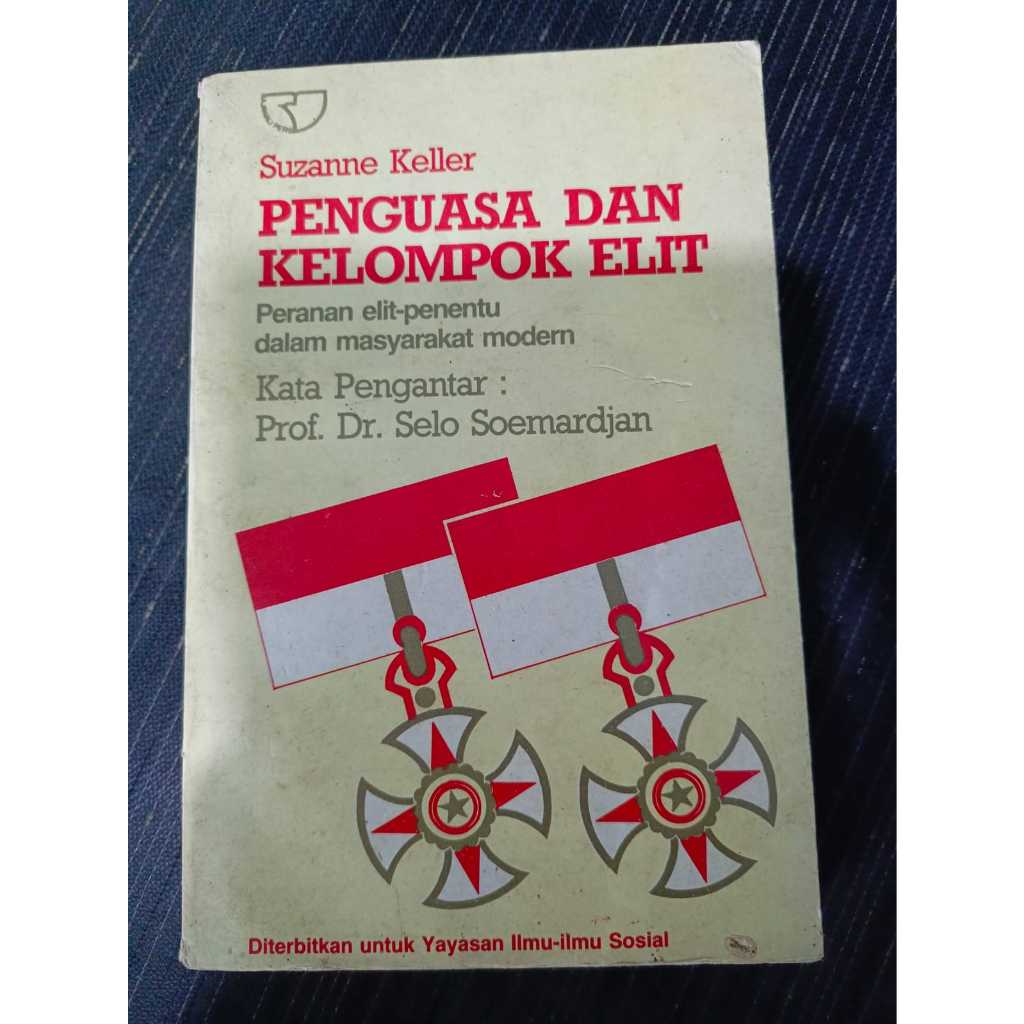 Suzanne Keller
PENGUASA DAN
KELOMPOK ELIT
Peranan elit-penentu
dalam masyarakat modern
Kata Pengantar :
Prof. Dr. Selo Soemardjan
Diterbitkan untuk Yayasan Ilmu-ilmu Sosial